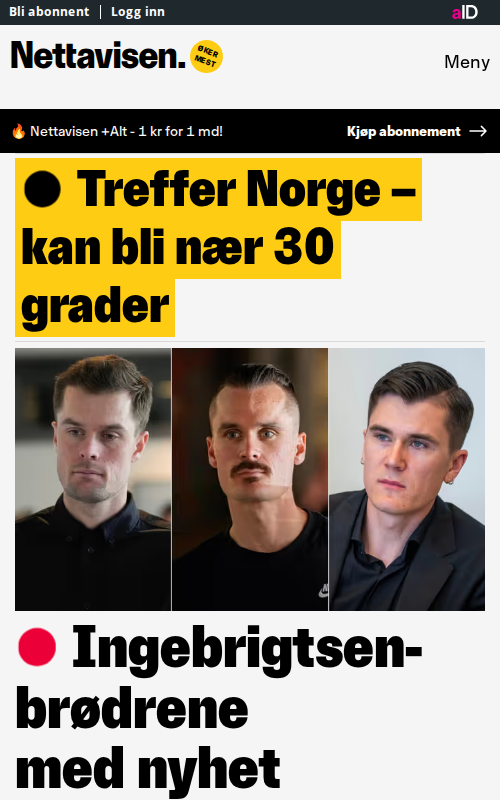 Bli abonnent | Logg inn
aID
Nettavisen.
ØKER
MEST
Meny
🔥 Nettavisen +Alt - 1 kr for 1 md!
Kjøp abonnement →
Treffer Norge –
kan bli nær 30
grader
Ingebrigtsen-
brødrene
med nyhet